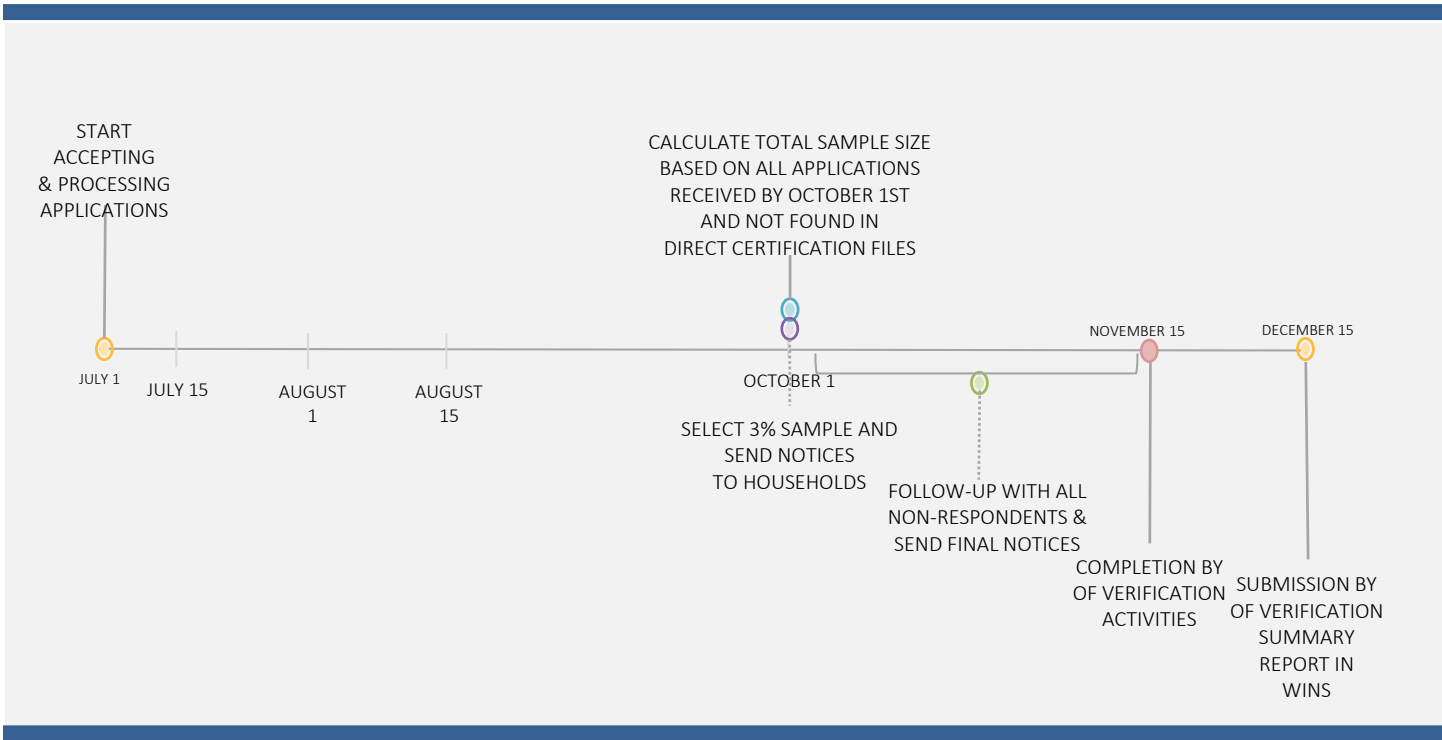 START
ACCEPTING
& PROCESSING
APPLICATIONS
CALCULATE TOTAL SAMPLE SIZE
BASED ON ALL APPLICATIONS
RECEIVED BY OCTOBER 1ST
AND NOT FOUND IN
DIRECT CERTIFICATION FILES
JULY 1
JULY 15
AUGUST
1
AUGUST
15
OCTOBER 1
NOVEMBER 15
DECEMBER 15
SELECT 3% SAMPLE AND
SEND NOTICES
TO HOUSEHOLDS
FOLLOW-UP WITH ALL
NON-RESPONDENTS &
SEND FINAL NOTICES
COMPLETION BY
OF VERIFICATION
ACTIVITIES
SUBMISSION BY
OF VERIFICATION
SUMMARY
REPORT IN
WINS